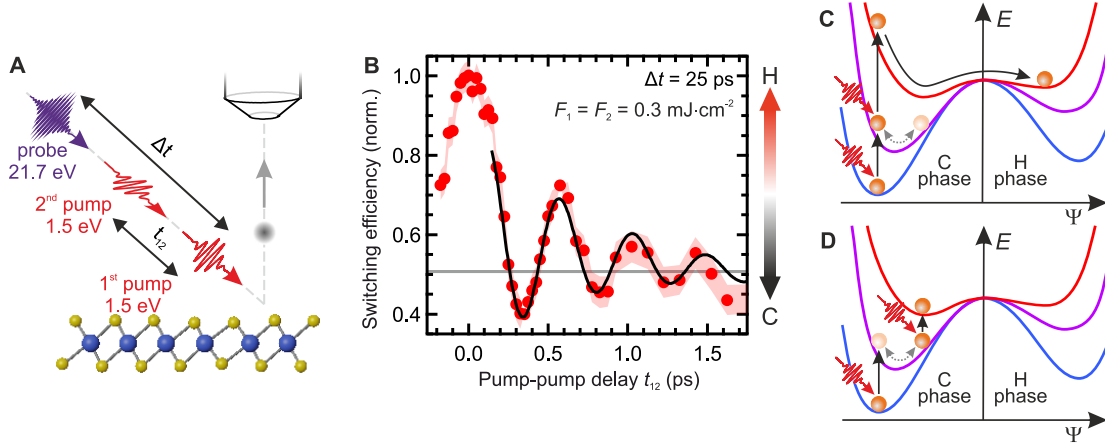 A
probe
21.7 eV
Δt
2nd pump
1.5 eV
t12
1st pump
1.5 eV
B
Switching efficiency (norm.)
1.0
0.8
0.6
0.4
Δt = 25 ps
F1 = F2 = 0.3 mJ·cm-2
0.0
0.5
1.0
1.5
Pump-pump delay t12 (ps)
H
C
C
E
C
phase
H
phase
Ψ
D
E
C
phase
H
phase
Ψ